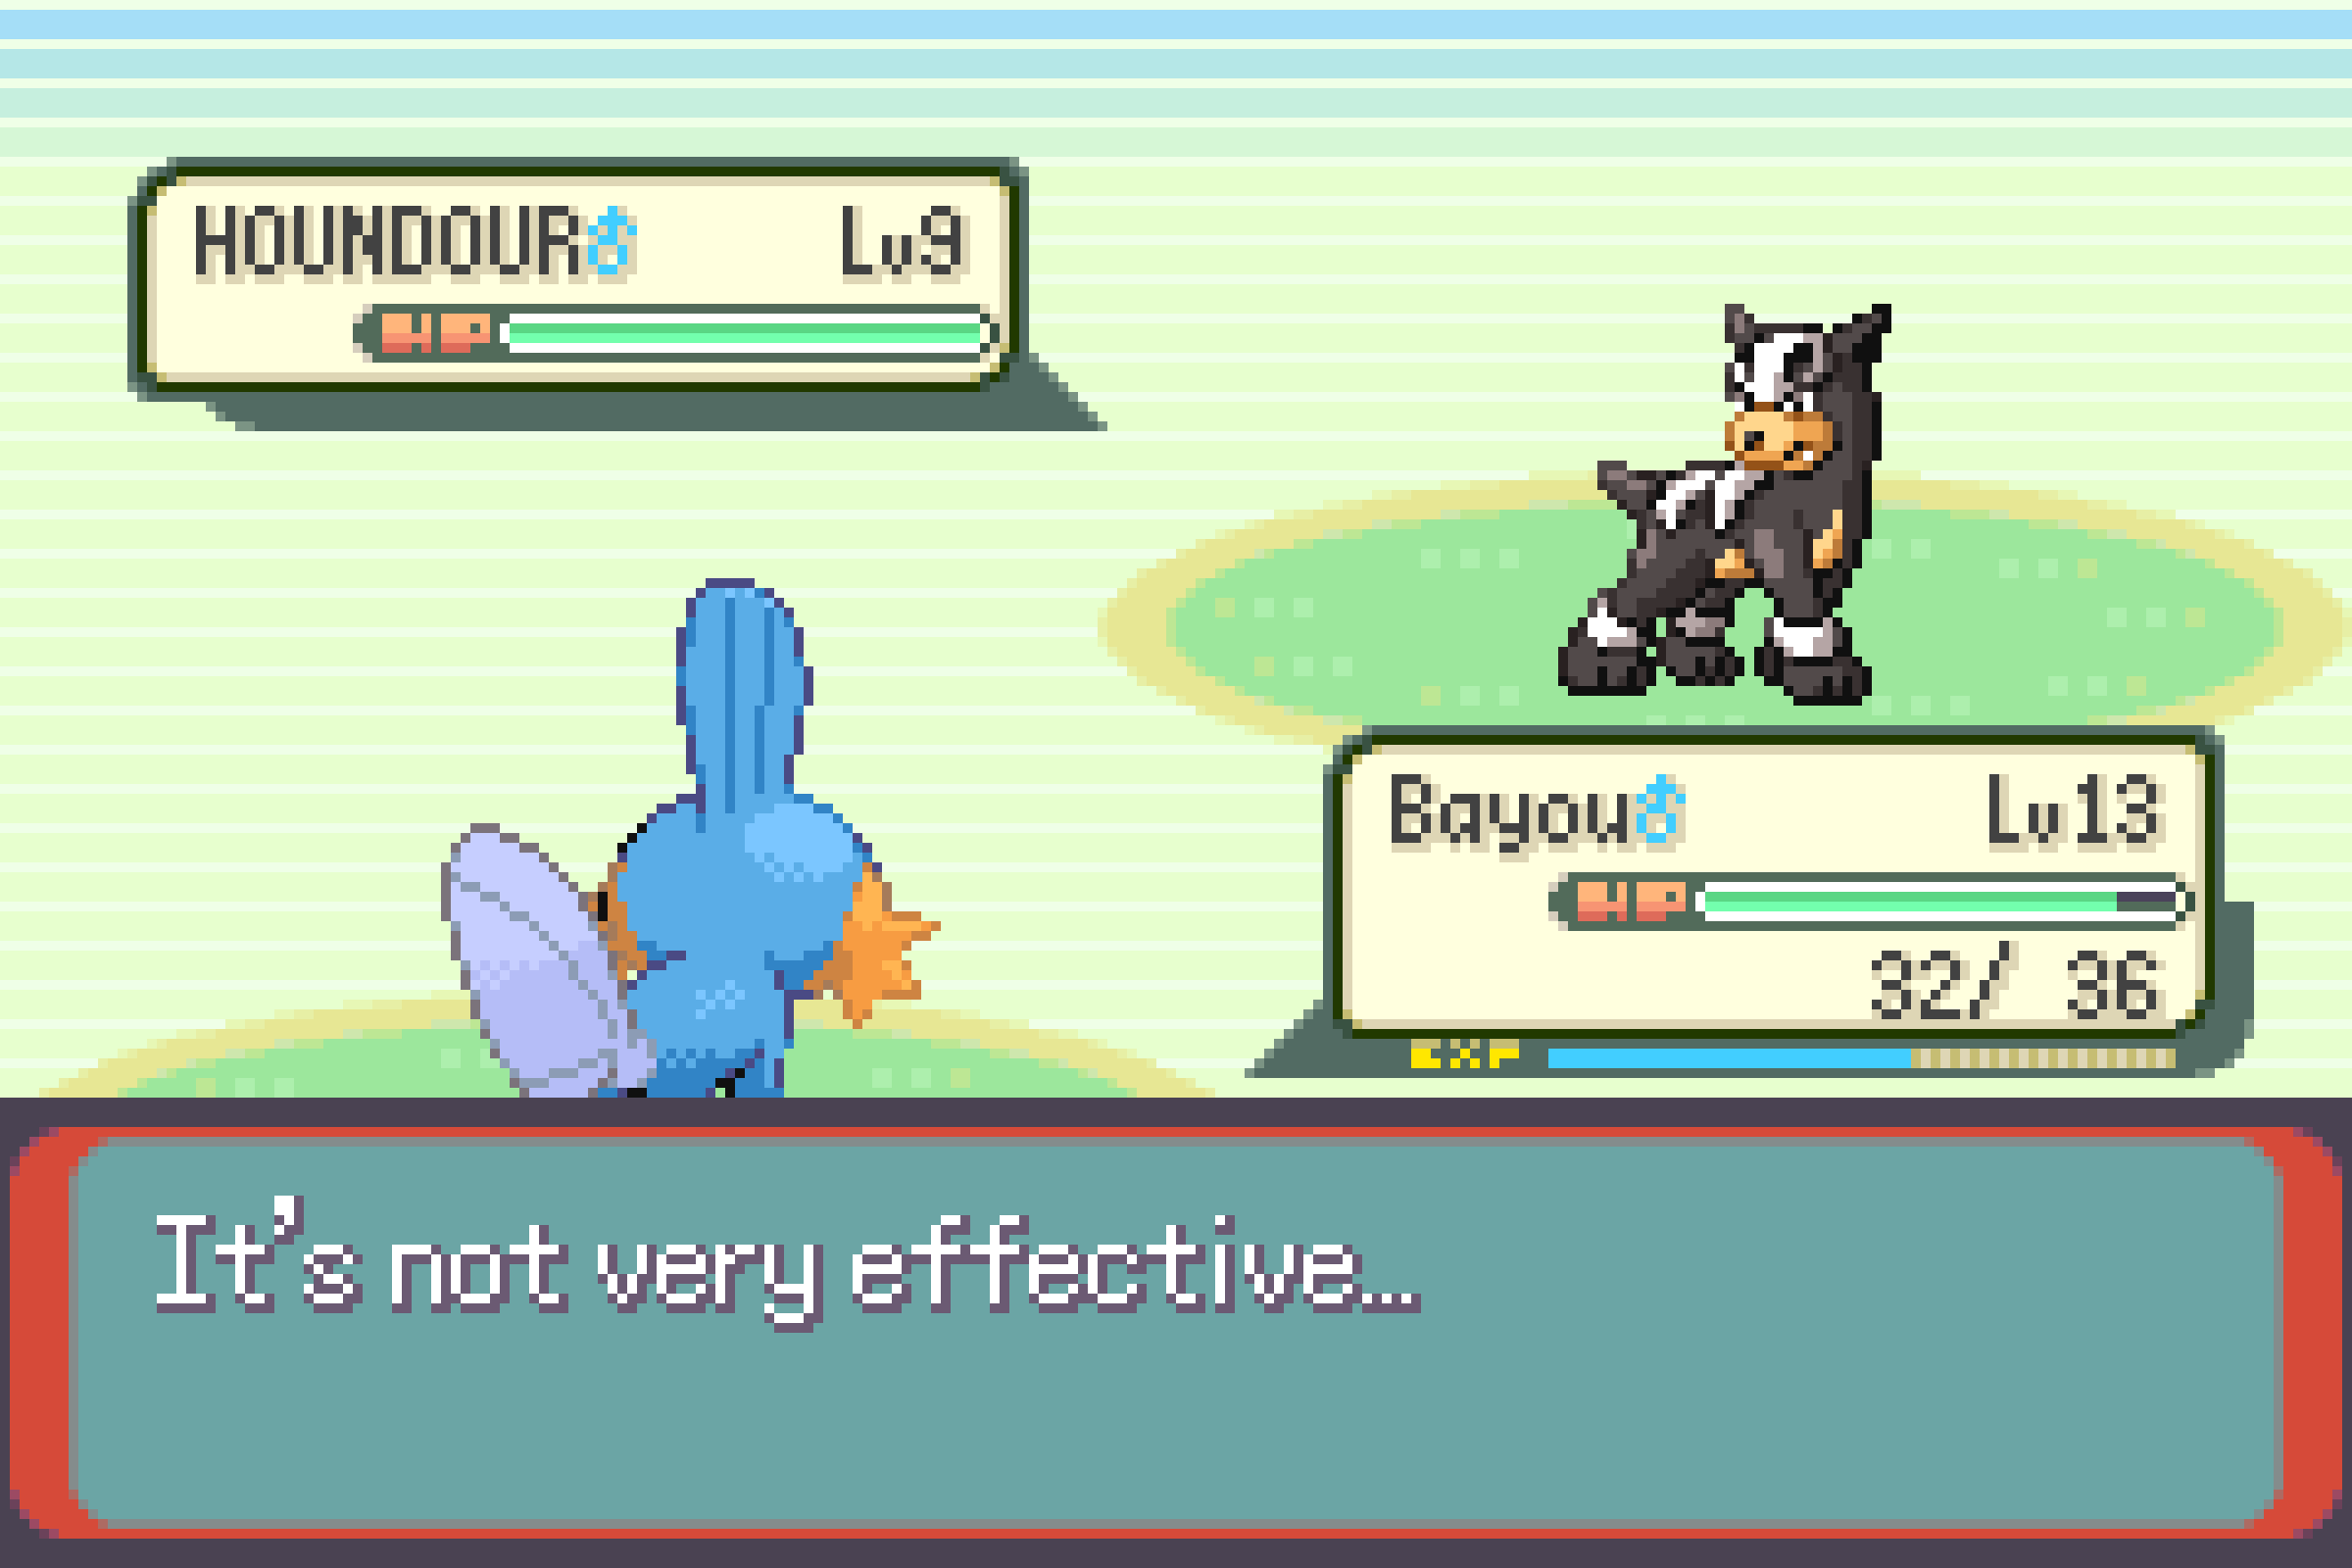 HOUNDOUR♂ Lv9
HP
Bayou♂ Lv13
HP
32/ 36
EXP
It's not very effective…